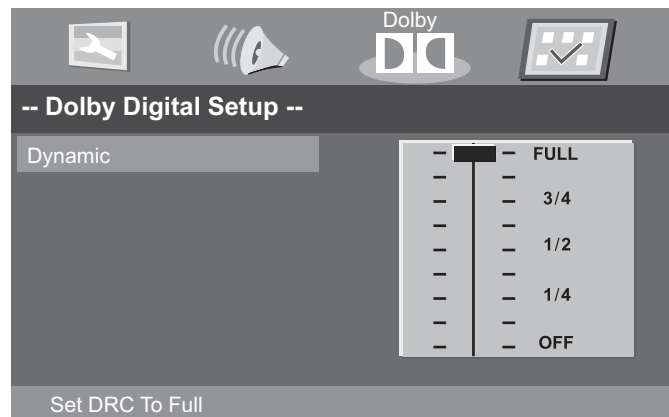 Dolby
-- Dolby Digital Setup --
Dynamic
FULL
3/4
1/2
1/4
OFF
Set DRC To Full